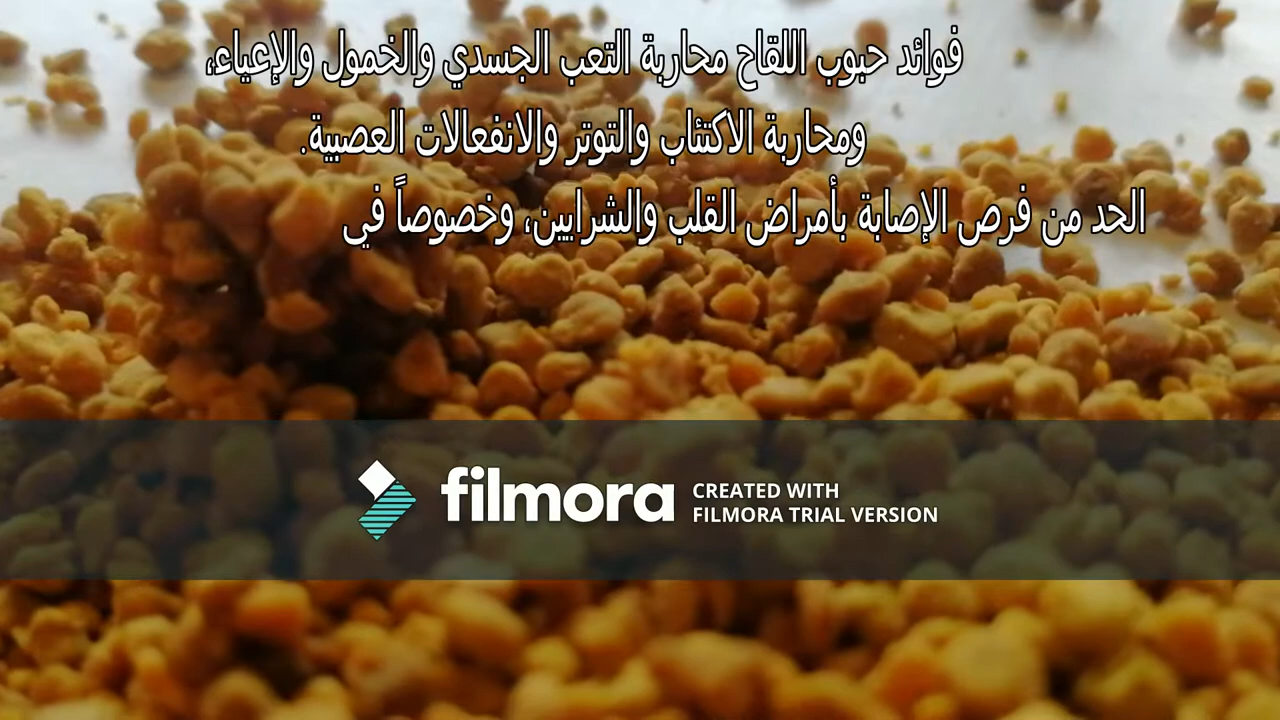 فوائد حبوب اللقاح محاربة التعب الجسدي والخمول والإعياء،
ومحاربة الاكتئاب والتوتر والانفعالات العصبية.
الحد من فرص الإصابة بأمراض القلب والشرايين، وخصوصاً في
filmora
CREATED WITH
FILMORA TRIAL VERSION